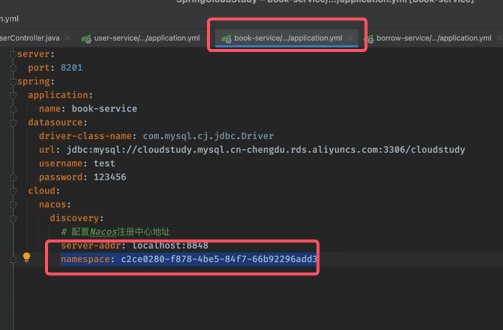 SpringCloudStudy – book-service/.../application.yml [book-service]
n.yml
serController.java
user-service/.../application.yml
book-service/.../application.yml
borrow-service/.../application.yml
server:
port: 8201
spring:
application:
name: book-service
datasource:
driver-class-name: com.mysql.cj.jdbc.Driver
url: jdbc:mysql://cloudstudy.mysql.cn-chengdu.rds.aliyuncs.com:3306/cloudstudy
username: test
password: 123456
cloud:
nacos:
discovery:
# 配置Nacos注册中心地址
server-addr: localhost:8848
namespace: c2ce0280-f878-4be5-84f7-66b92296add3